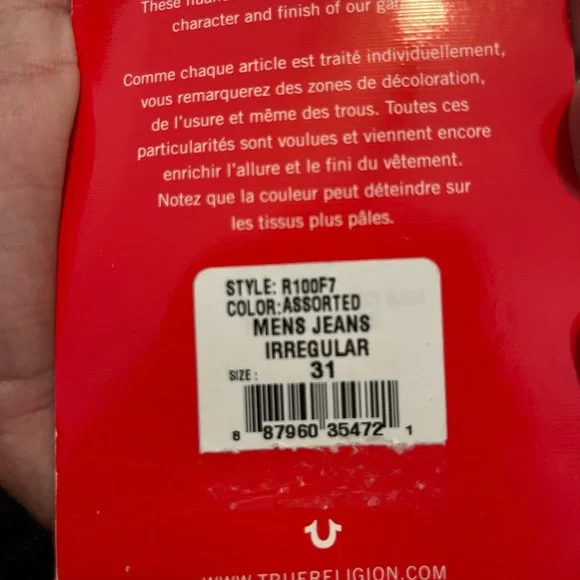 These
character and finish of our
Comme chaque article est traité individuellement,
vous remarquerez des zones de décoloration,
de l'usure et même des trous. Toutes ces
particularités sont voulues et viennent encore
enrichir l'allure et le fini du vêtement.
Notez que la couleur peut déteindre sur
les tissus plus pâles.
STYLE: R100F7
COLOR:ASSORTED
MENS JEANS
IRREGULAR
SIZE: 31
8 87960 35472 1
WWW.TRUERELIGION.COM